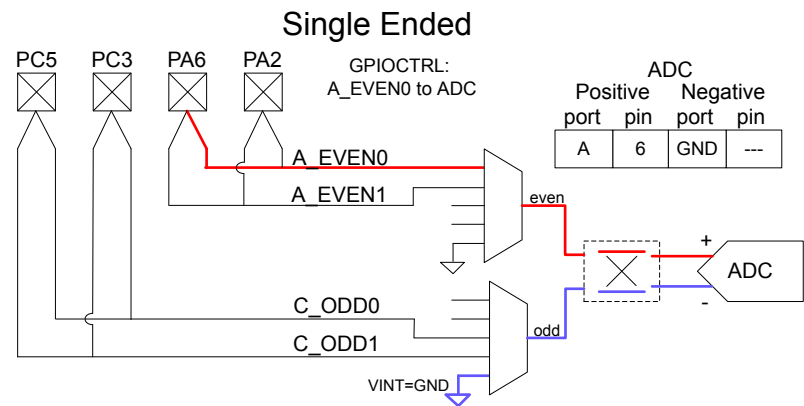 Single Ended
PC5 PC3 PA6 PA2
GPIOCTRL:
A_EVEN0 to ADC
ADC
Positive Negative
port pin port pin
A 6 GND ---
A_EVEN0
A_EVEN1
even
+
ADC
-
C_ODD0
odd
C_ODD1
VINT=GND